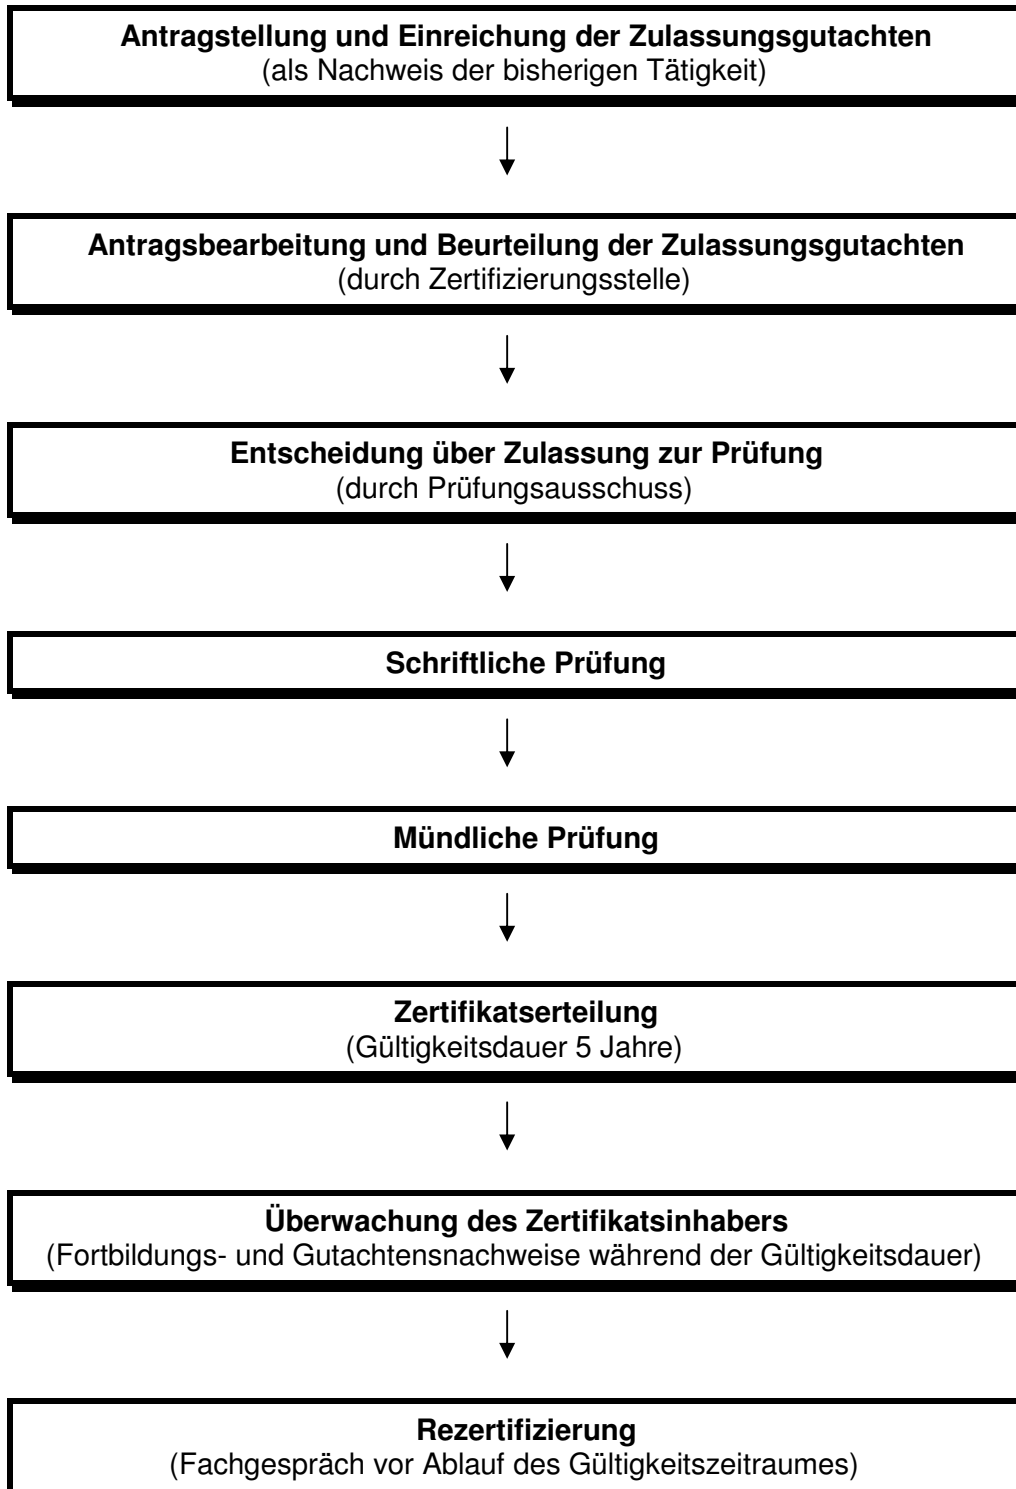 Antragstellung und Einreichung der Zulassungsgutachten
(als Nachweis der bisherigen Tätigkeit)
Antragsbearbeitung und Beurteilung der Zulassungsgutachten
(durch Zertifizierungsstelle)
Entscheidung über Zulassung zur Prüfung
(durch Prüfungsausschuss)
Schriftliche Prüfung
Mündliche Prüfung
Zertifikatserteilung
(Gültigkeitsdauer 5 Jahre)
Überwachung des Zertifikatsinhabers
(Fortbildungs- und Gutachtensnachweise während der Gültigkeitsdauer)
Rezertifizierung
(Fachgespräch vor Ablauf des Gültigkeitszeitraumes)